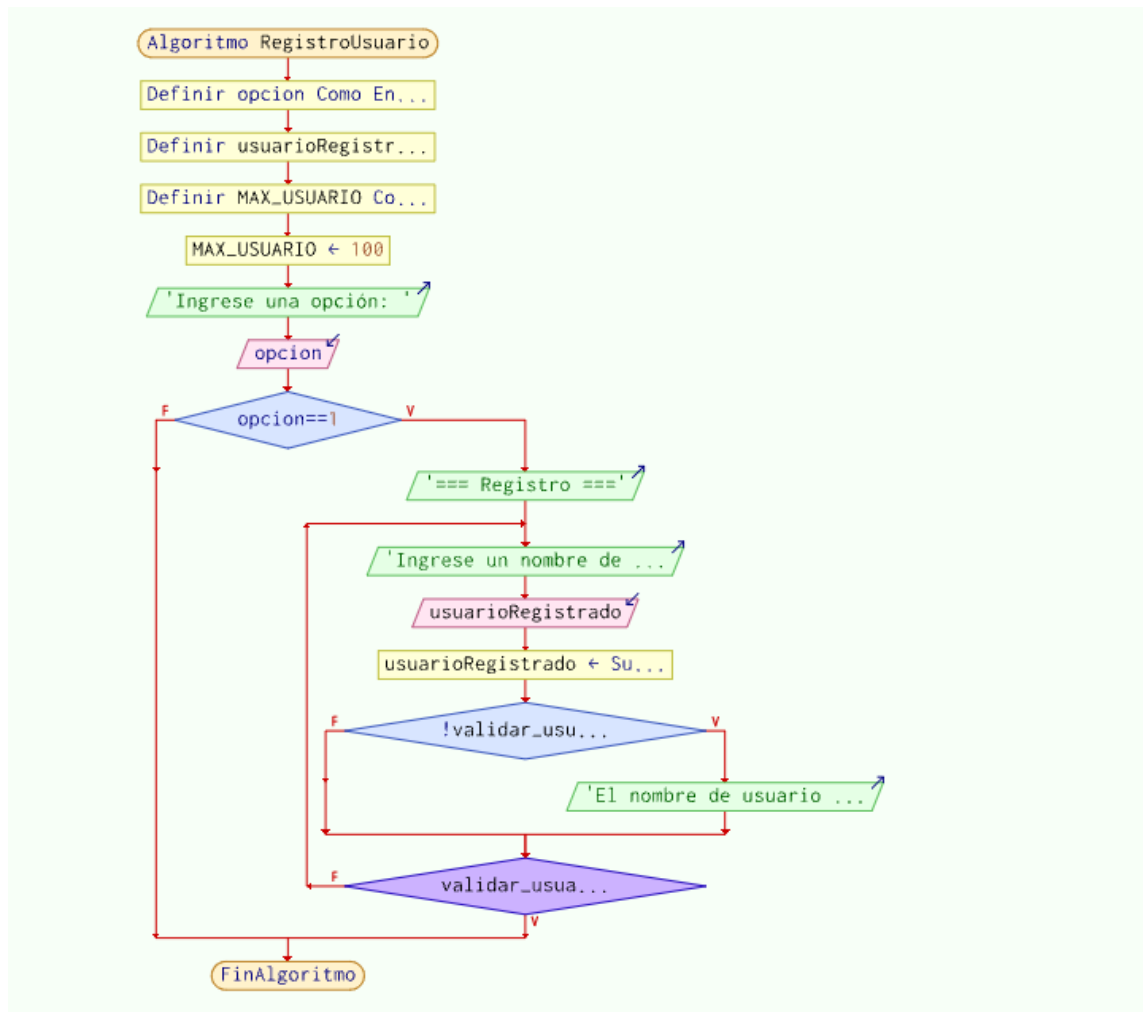 Algoritmo RegistroUsuario
Definir opcion Como En...
Definir usuarioRegistr...
Definir MAX_USUARIO Co...
MAX_USUARIO ← 100
'Ingrese una opción: '
opcion
F
opcion==1
V
'=== Registro ==='
'Ingrese un nombre de ...
usuarioRegistrado
usuarioRegistrado ← Su...
F
!validar_usu...
V
'El nombre de usuario ...
F
validar_usua...
V
FinAlgoritmo